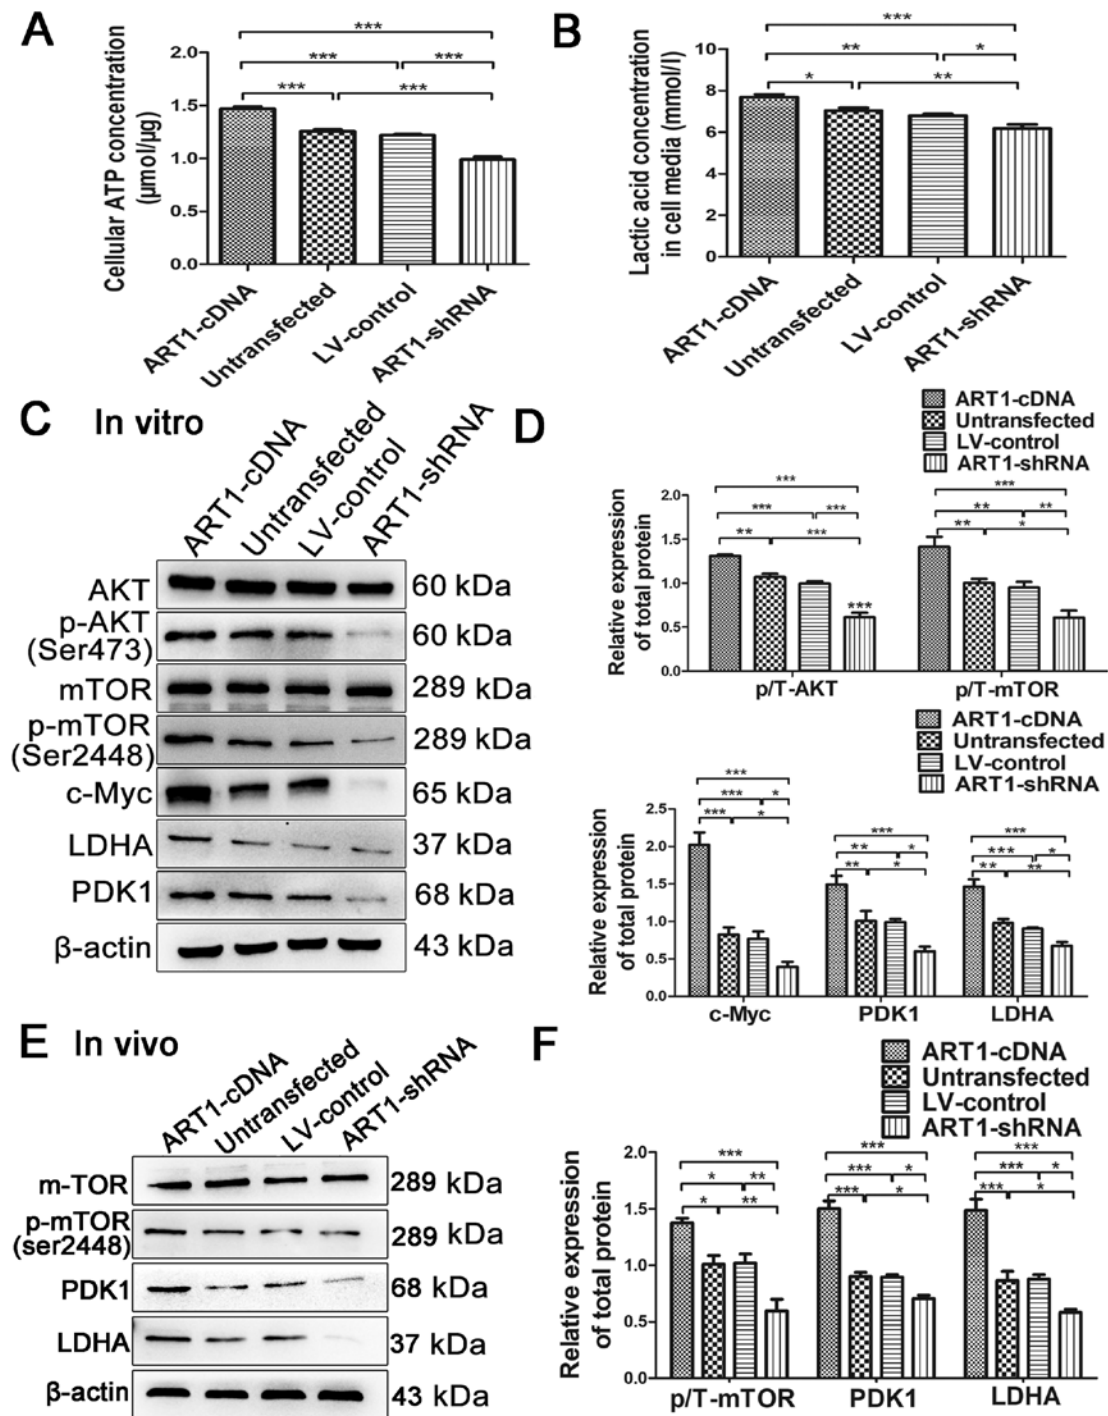 A
Cellular ATP concentration
(μmol/μg)
2.0
1.5
1.0
0.5
0.0
***
*** ***
*** ***
ART1-cDNA
Untransfected
LV-control
ART1-shRNA
B
Lactic acid concentration
in cell media (mmol/l)
10
8
6
4
2
0
***
** *
* **
ART1-cDNA
Untransfected
LV-control
ART1-shRNA
C In vitro
ART1-cDNA
Untransfected
LV-control
ART1-shRNA
AKT 60 kDa
p-AKT
(Ser473) 60 kDa
mTOR 289 kDa
p-mTOR
(Ser2448) 289 kDa
c-Myc 65 kDa
LDHA 37 kDa
PDK1 68 kDa
β-actin 43 kDa
D
ART1-cDNA
Untransfected
LV-control
ART1-shRNA
Relative expression
of total protein
2.0
1.5
1.0
0.5
0.0
*** ***
*** *** ** **
** *** ** *
***
p/T-AKT p/T-mTOR
ART1-cDNA
Untransfected
LV-control
ART1-shRNA
Relative expression
of total protein
2.5
2.0
1.5
1.0
0.5
0.0
*** *** ***
*** * ** * *** *
*** * ** * ** **
c-Myc PDK1 LDHA
E In vivo
ART1-cDNA
Untransfected
LV-control
ART1-shRNA
m-TOR 289 kDa
p-mTOR
(ser2448) 289 kDa
PDK1 68 kDa
LDHA 37 kDa
β-actin 43 kDa
F
ART1-cDNA
Untransfected
LV-control
ART1-shRNA
Relative expression
of total protein
2.0
1.5
1.0
0.5
0.0
*** *** ***
* ** *** * *** *
* ** *** * *** *
p/T-mTOR PDK1 LDHA